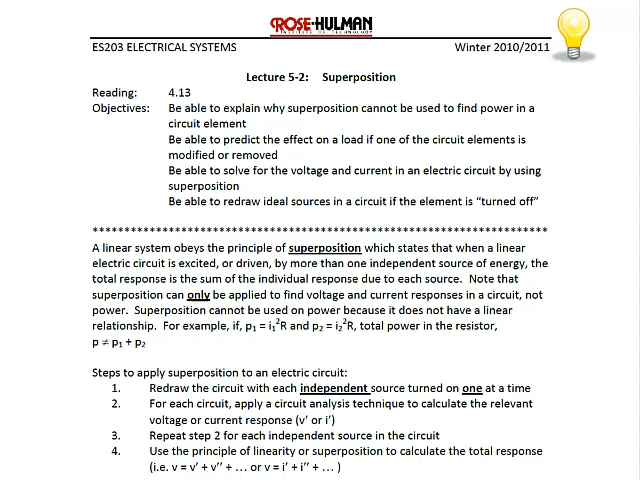 ROSE-HULMAN
INSTITUTE OF TECHNOLOGY
ES203 ELECTRICAL SYSTEMS Winter 2010/2011
Lecture 5-2: Superposition
Reading: 4.13
Objectives: Be able to explain why superposition cannot be used to find power in a
circuit element
Be able to predict the effect on a load if one of the circuit elements is
modified or removed
Be able to solve for the voltage and current in an electric circuit by using
superposition
Be able to redraw ideal sources in a circuit if the element is “turned off”
******************************************************************************
A linear system obeys the principle of superposition which states that when a linear
electric circuit is excited, or driven, by more than one independent source of energy, the
total response is the sum of the individual response due to each source. Note that
superposition can only be applied to find voltage and current responses in a circuit, not
power. Superposition cannot be used on power because it does not have a linear
relationship. For example, if, p₁ = i₁²R and p₂ = i₂²R, total power in the resistor,
p ≠ p₁ + p₂
Steps to apply superposition to an electric circuit:
1. Redraw the circuit with each independent source turned on one at a time
2. For each circuit, apply a circuit analysis technique to calculate the relevant
voltage or current response (v’ or i’)
3. Repeat step 2 for each independent source in the circuit
4. Use the principle of linearity or superposition to calculate the total response
(i.e. v = v’ + v’’ + … or v = i’ + i’’ + … )